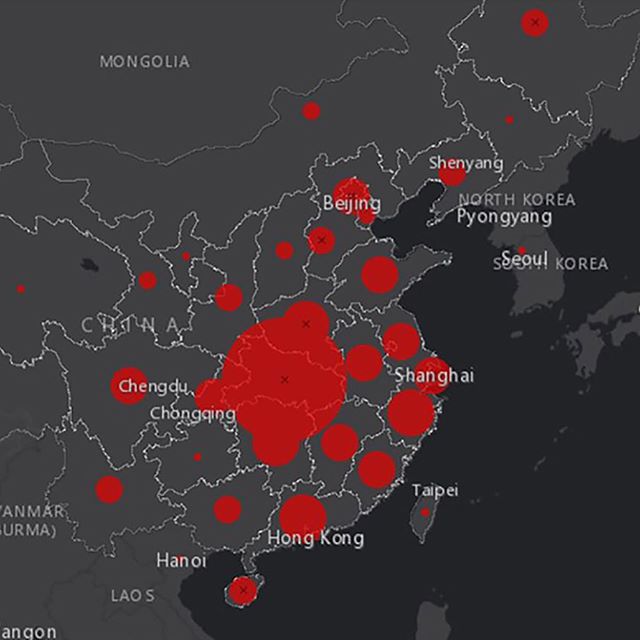 MONGOLIA
Shenyang
Beijing
NORTH KOREA
Pyongyang
Seoul
SOUTH KOREA
CHINA
Chengdu
Shanghai
Chongqing
Taipei
YANMAR
BURMA)
Hong Kong
Hanoi
LAOS
angon